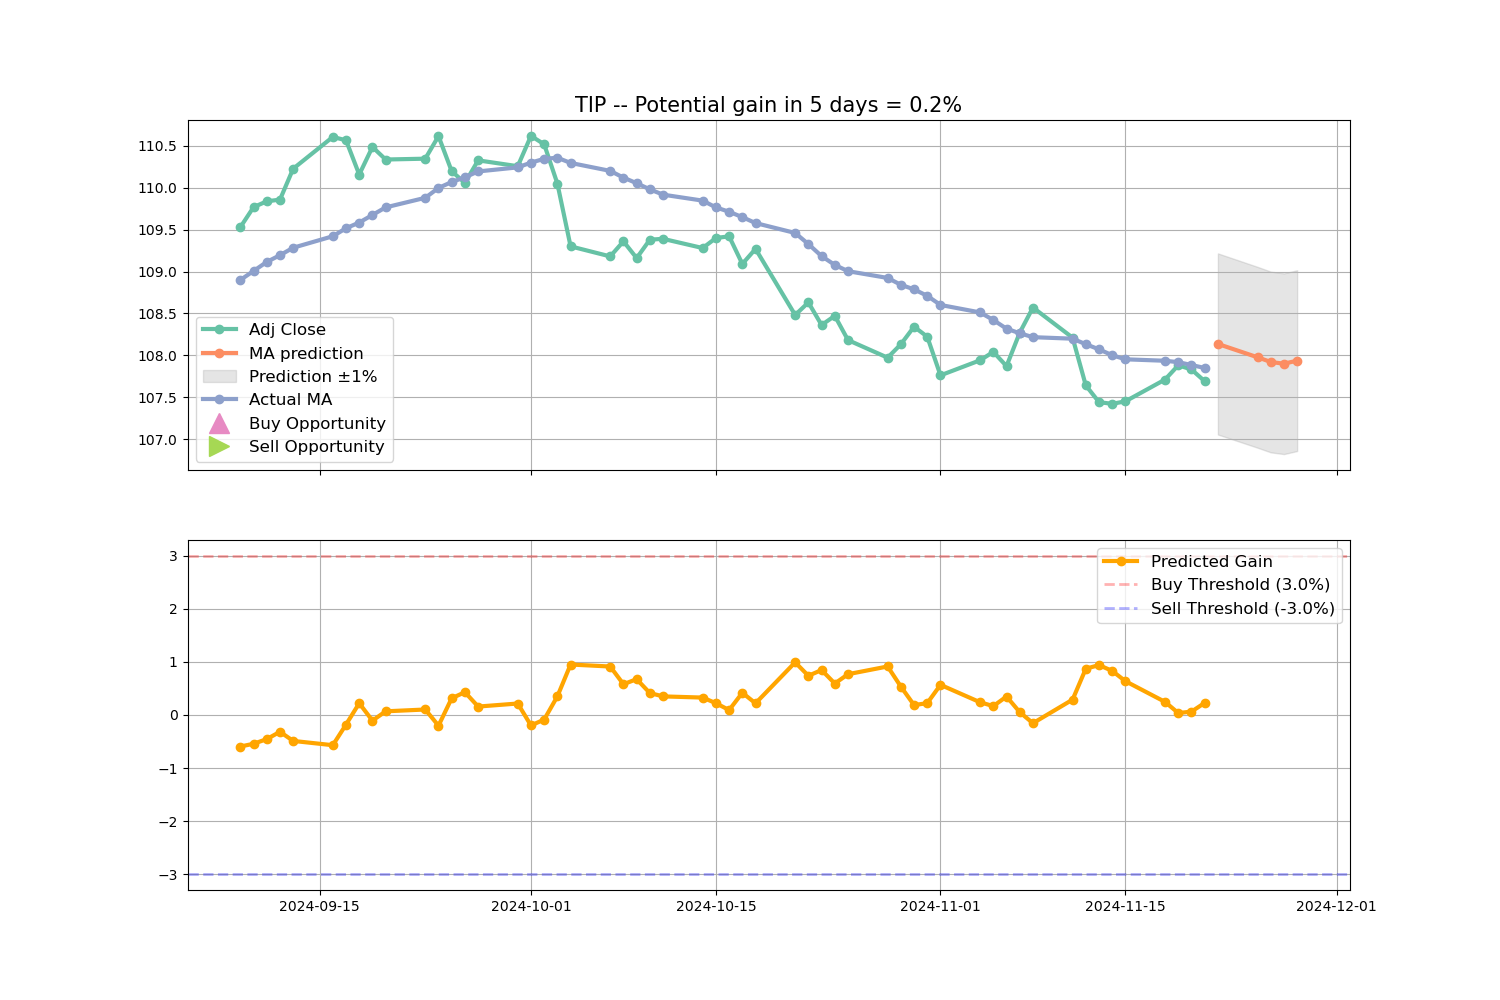 TIP -- Potential gain in 5 days = 0.2%
110.5
110.0
109.5
109.0
108.5
108.0
107.5
107.0
Adj Close
MA prediction
Prediction ±1%
Actual MA
Buy Opportunity
Sell Opportunity
3
2
1
0
−1
−2
−3
Predicted Gain
Buy Threshold (3.0%)
Sell Threshold (-3.0%)
2024-09-15
2024-10-01
2024-10-15
2024-11-01
2024-11-15
2024-12-01